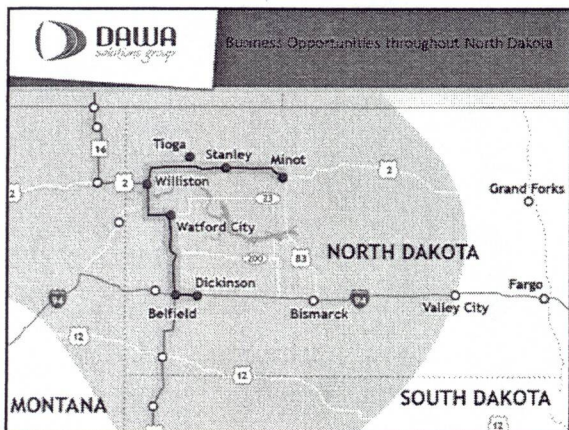 DAWA
solutions group
Business Opportunities throughout North Dakota
16
Tioga
Stanley
Minot
2
2
2
Williston
Grand Forks
23
Watford City
NORTH DAKOTA
83
200
Dickinson
Fargo
94
94
Belfield
Bismarck
Valley City
12
12
MONTANA
SOUTH DAKOTA
12